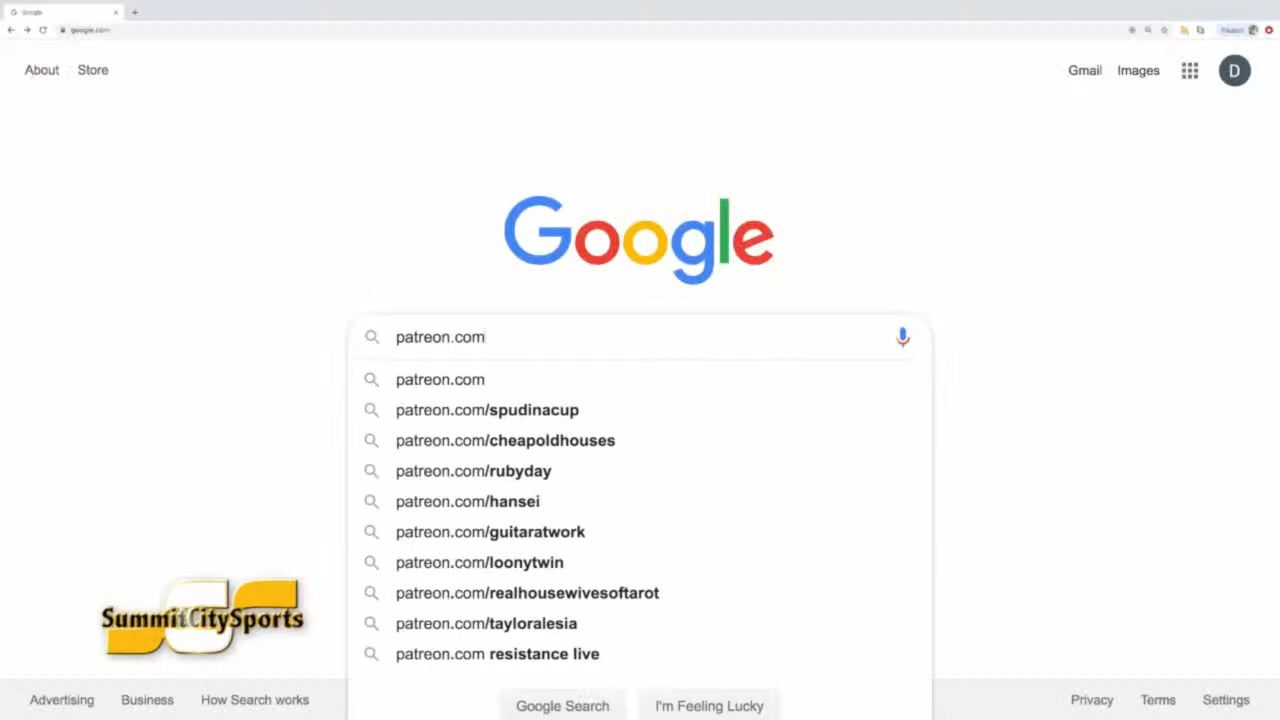 Google
google.com
About Store
Gmail Images
D
Google
patreon.com
patreon.com
patreon.com/spudinacup
patreon.com/cheapoldhouses
patreon.com/rubyday
patreon.com/hansei
patreon.com/guitaratwork
patreon.com/loonytwin
patreon.com/realhousewivesoftarot
patreon.com/tayloralesia
patreon.com resistance live
SummitCitySports
Google Search I'm Feeling Lucky
Advertising Business How Search works
Privacy Terms Settings